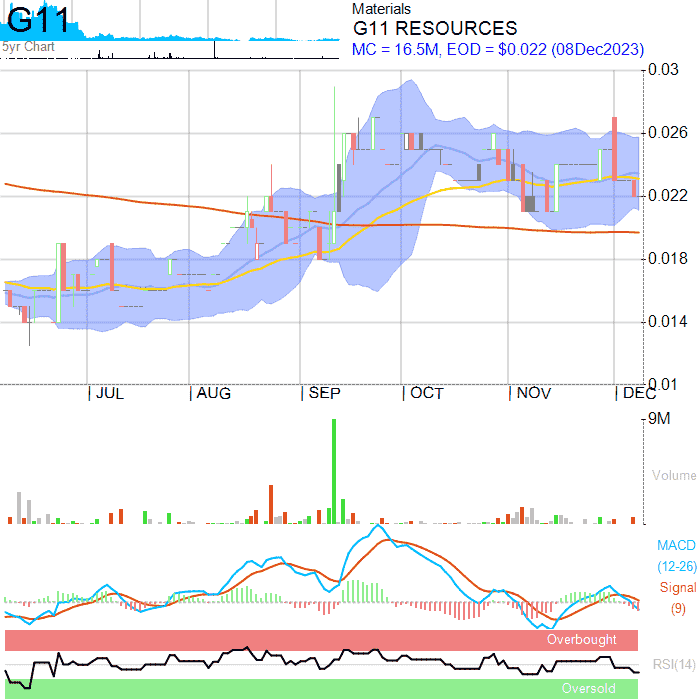 G11
5yr Chart
Materials
G11 RESOURCES
MC = 16.5M, EOD = $0.022 (08Dec2023)
0.03
0.026
0.022
0.018
0.014
0.01
JUL AUG SEP OCT NOV DEC
9M
Volume
MACD
(12-26)
Signal
(9)
Overbought
RSI(14)
Oversold